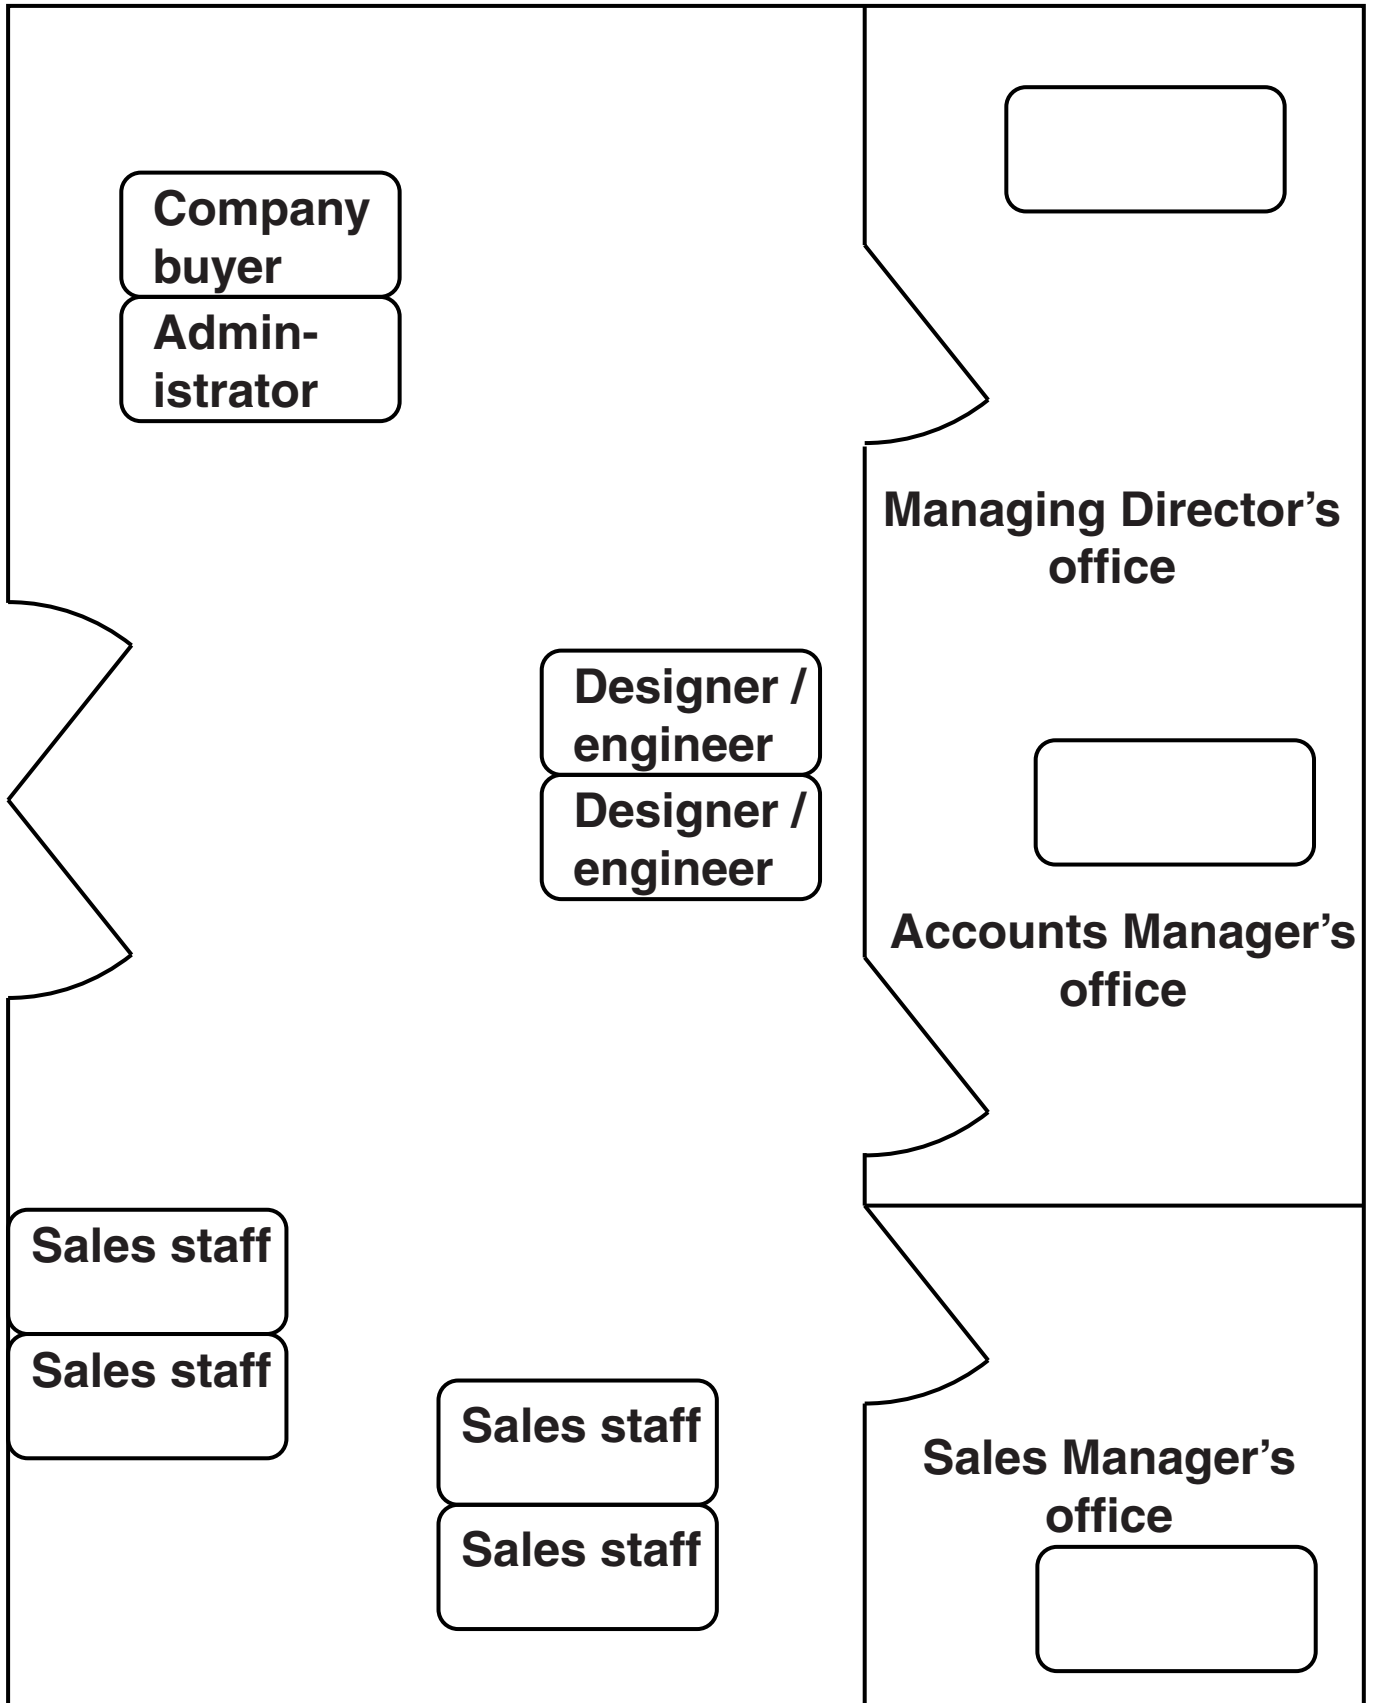 Company
buyer
Admin-
istrator
Managing Director’s
office
Designer /
engineer
Designer /
engineer
Accounts Manager’s
office
Sales staff
Sales staff
Sales staff
Sales staff
Sales Manager’s
office